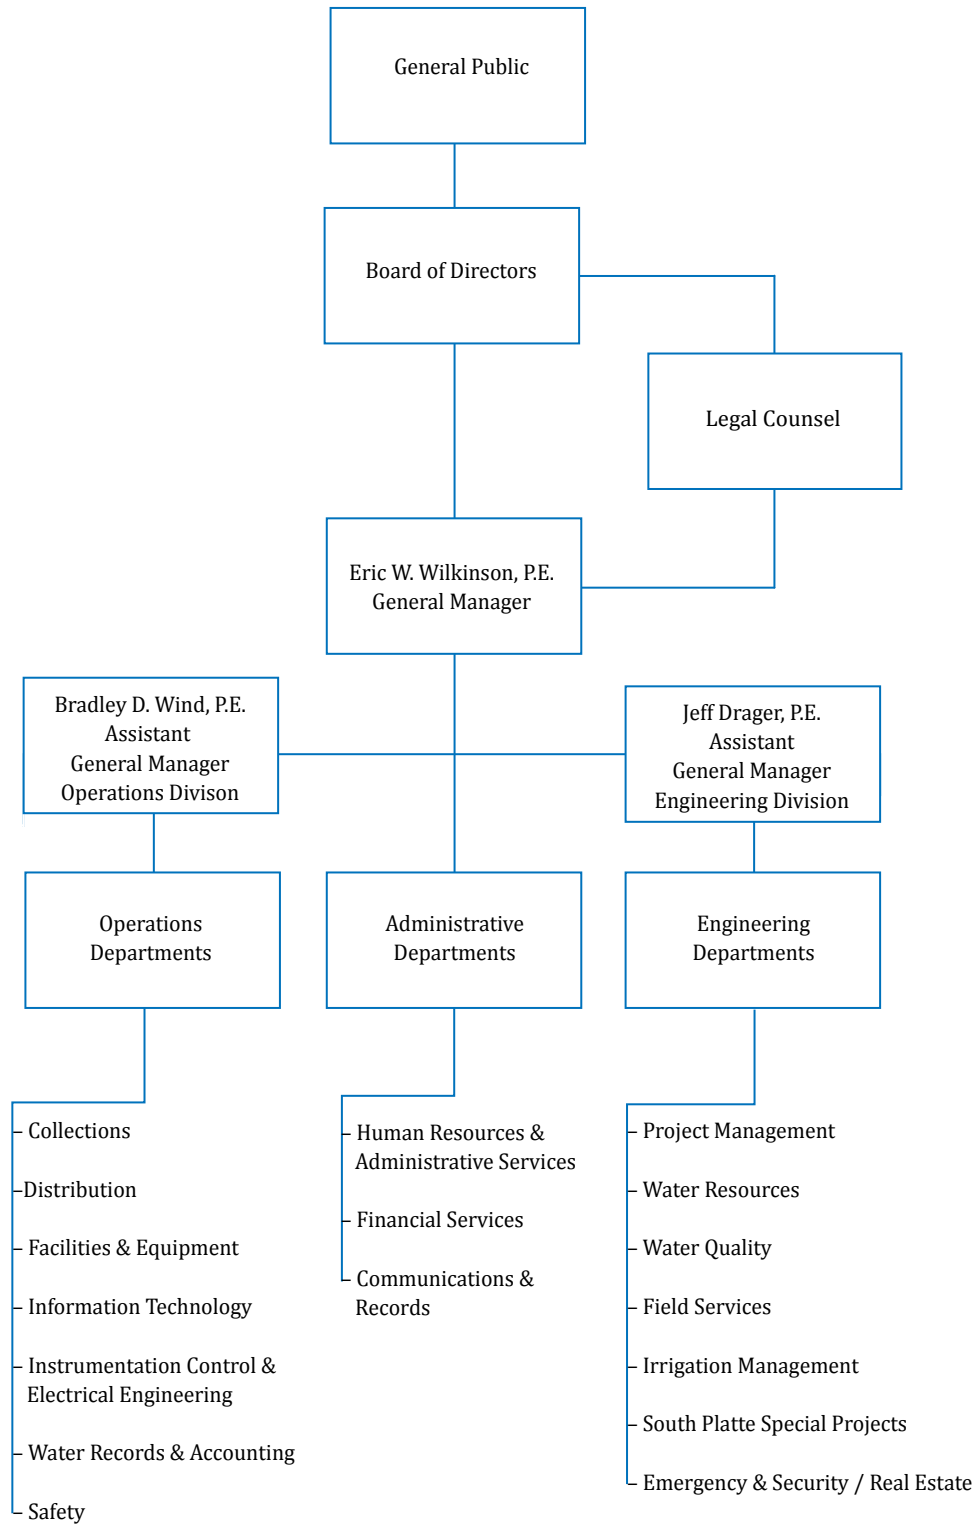 General Public
Board of Directors
Legal Counsel
Eric W. Wilkinson, P.E.
General Manager
Bradley D. Wind, P.E.
Assistant
General Manager
Operations Divison
Jeff Drager, P.E.
Assistant
General Manager
Engineering Division
Operations
Departments
Administrative
Departments
Engineering
Departments
– Collections
–Distribution
– Facilities & Equipment
– Information Technology
– Instrumentation Control &
Electrical Engineering
– Water Records & Accounting
– Safety
– Human Resources &
Administrative Services
– Financial Services
– Communications &
Records
– Project Management
– Water Resources
– Water Quality
– Field Services
– Irrigation Management
– South Platte Special Projects
– Emergency & Security / Real Estate